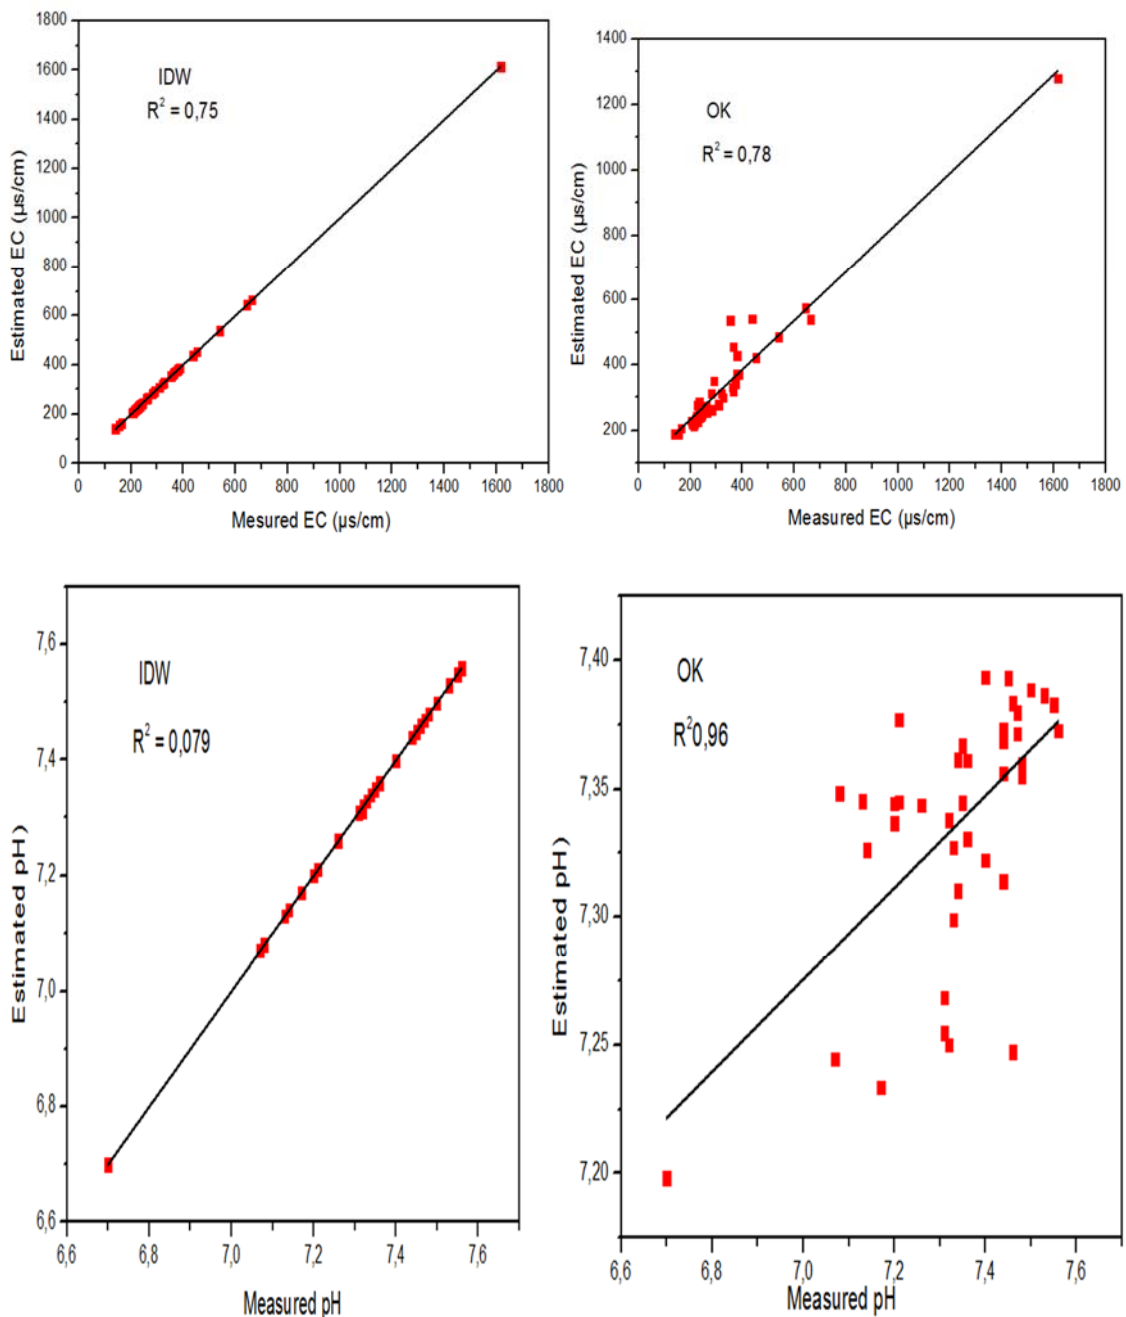 1800
1600
1400
1200
1000
800
600
400
200
0
Estimated EC (µs/cm)
IDW
R² = 0,75
200 400 600 800 1000 1200 1400 1600 1800
Mesured EC (µs/cm)
1400
1200
1000
800
600
400
200
Estimated EC (µs/cm)
OK
R² = 0,78
0 200 400 600 800 1000 1200 1400 1600 1800
Measured EC (µs/cm)
7,6
7,4
7,2
7,0
6,8
6,6
Estimated pH)
IDW
R² = 0,079
6,6 6,8 7,0 7,2 7,4 7,6
Measured pH
7,40
7,35
7,30
7,25
7,20
Estimated pH)
OK
R²0,96
6,6 6,8 7,0 7,2 7,4 7,6
Measured pH